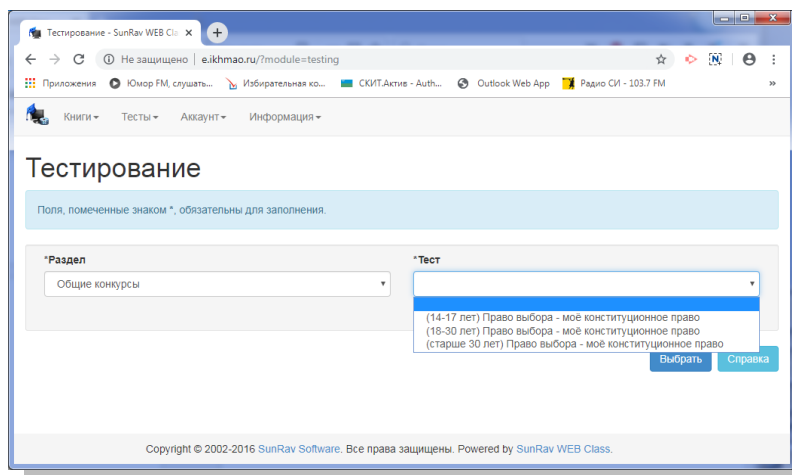 Тестирование - SunRav WEB Cla
Не защищено | e.ikhmao.ru/?module=testing
Приложения Юмор FM, слушать... Избирательная ко... СКИТ.Актив - Auth... Outlook Web App Радио СИ - 103.7 FM »
Книги Тесты Аккаунт Информация
Тестирование
Поля, помеченные знаком *, обязательны для заполнения.
*Раздел *Тест
Общие конкурсы
(14-17 лет) Право выбора - моё конституционное право
(18-30 лет) Право выбора - моё конституционное право
(старше 30 лет) Право выбора - моё конституционное право
Выбрать Справка
Copyright © 2002-2016 SunRav Software. Все права защищены. Powered by SunRav WEB Class.